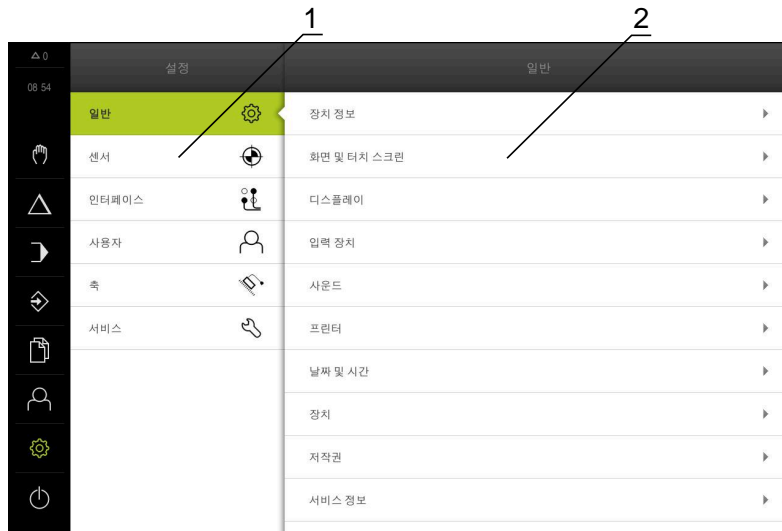 1
2
0
08 54
설정
일반
일반
센서
인터페이스
사용자
축
서비스
장치 정보
화면 및 터치 스크린
디스플레이
입력 장치
사운드
프린터
날짜 및 시간
장치
저작권
서비스 정보